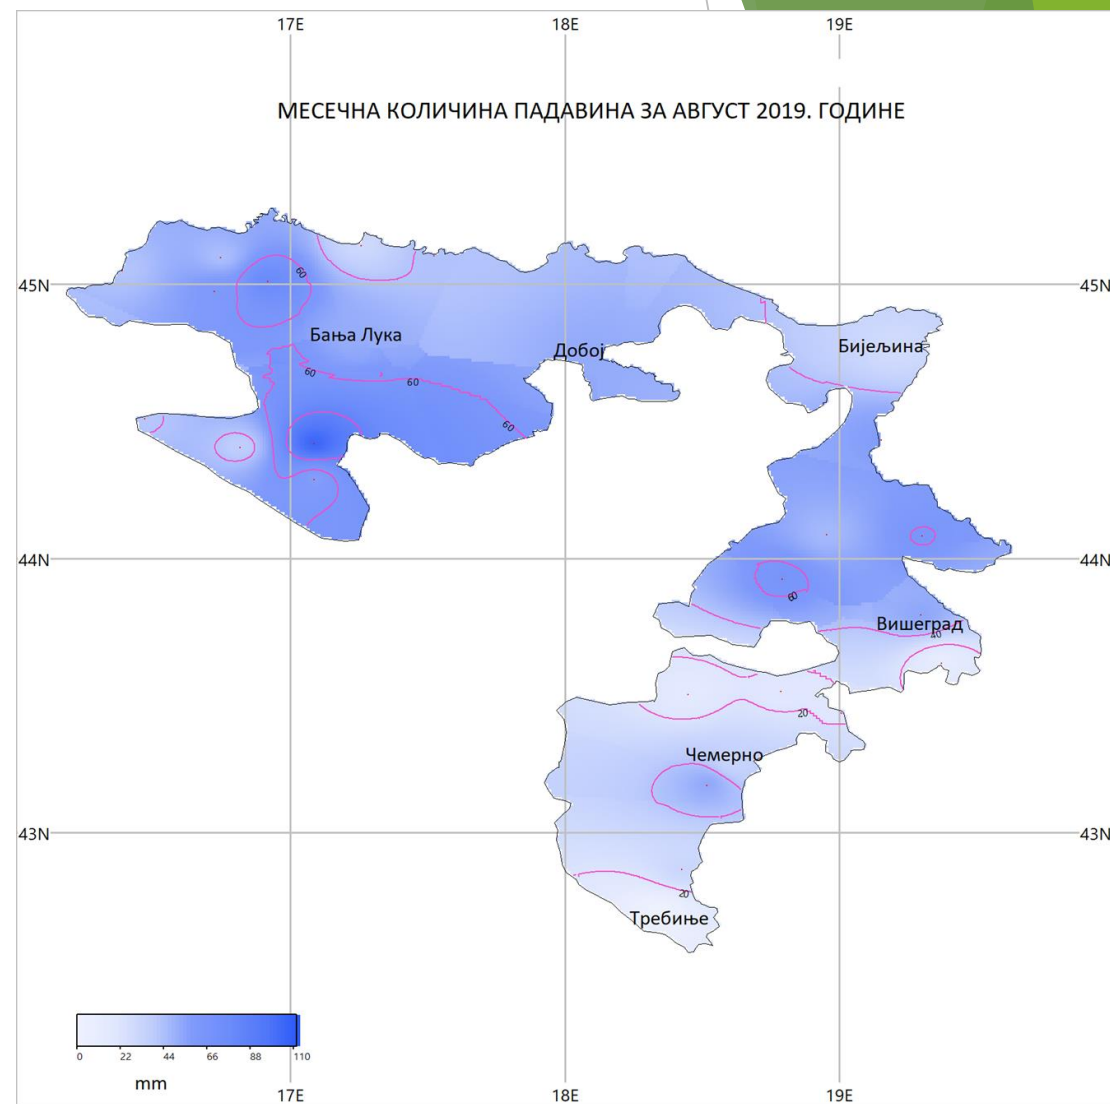 17E 18E 19E
МЕСЕЧНА КОЛИЧИНА ПАДАВИНА ЗА АВГУСТ 2019. ГОДИНЕ
60
45N 45N
Бања Лука
Добој
Бијељина
60
60
60
44N 44N
60
Вишеград
40
20
Чемерно
43N 43N
20
Требиње
0 22 44 66 88 110
mm
17E 18E 19E